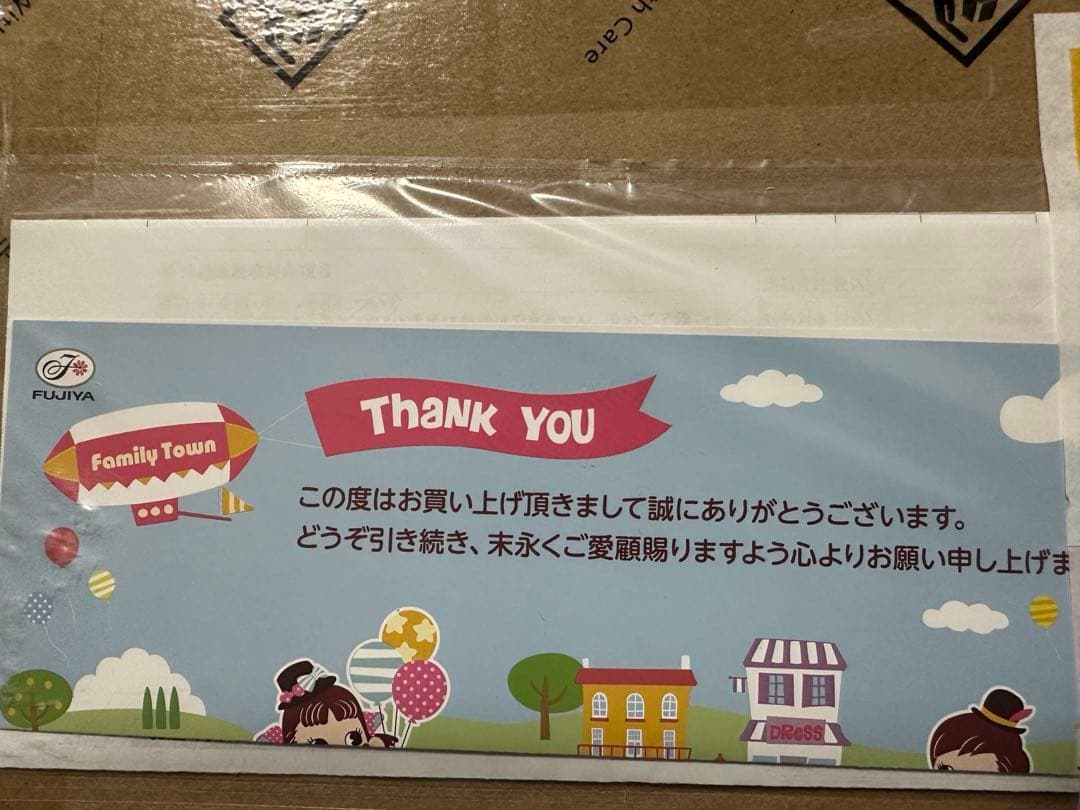 th Care
FUJIYA
Family Town
THANK YOU
この度はお買い上げ頂きまして誠にありがとうございます。
どうぞ引き続き、末永くご愛顧賜りますよう心よりお願い申し上げま
DRESS